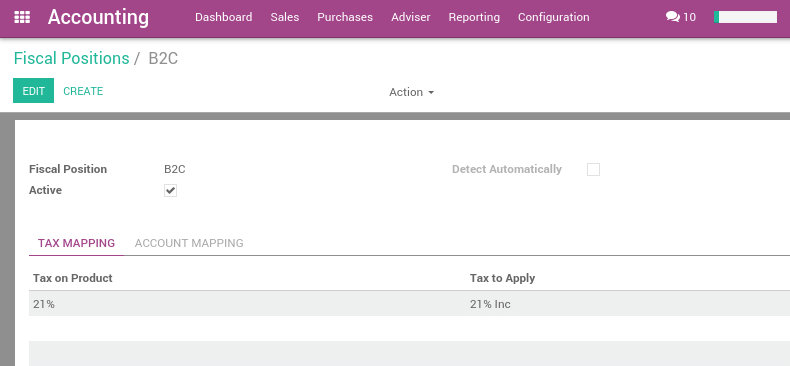 Accounting Dashboard Sales Purchases Adviser Reporting Configuration 10
Fiscal Positions / B2C
EDIT CREATE Action
Fiscal Position B2C Detect Automatically
Active
TAX MAPPING ACCOUNT MAPPING
Tax on Product Tax to Apply
21% 21% Inc